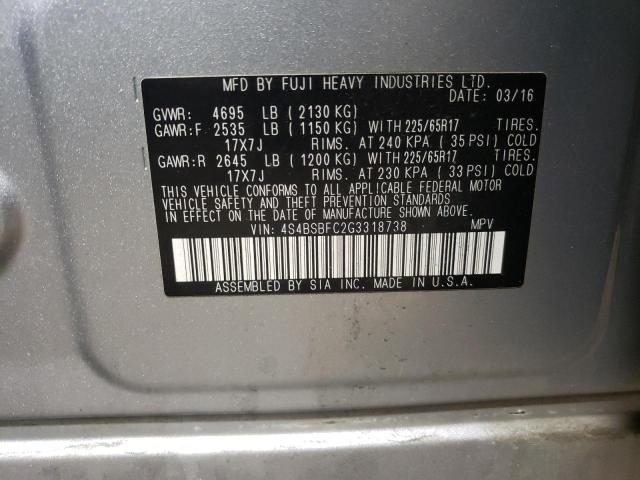 MFD BY FUJI HEAVY INDUSTRIES LTD.
DATE: 03/16
GVWR: 4695 LB ( 2130 KG)
GAWR:F 2535 LB ( 1150 KG) WITH 225/65R17 TIRES.
17X7J RIMS. AT 240 KPA ( 35 PSI) COLD
GAWR:R 2645 LB ( 1200 KG) WITH 225/65R17 TIRES.
17X7J RIMS. AT 230 KPA ( 33 PSI) COLD
THIS VEHICLE CONFORMS TO ALL APPLICABLE FEDERAL MOTOR
VEHICLE SAFETY AND THEFT PREVENTION STANDARDS
IN EFFECT ON THE DATE OF MANUFACTURE SHOWN ABOVE.
VIN: 4S4BSBFC2G3318738 MPV
ASSEMBLED BY SIA INC. MADE IN U.S.A.